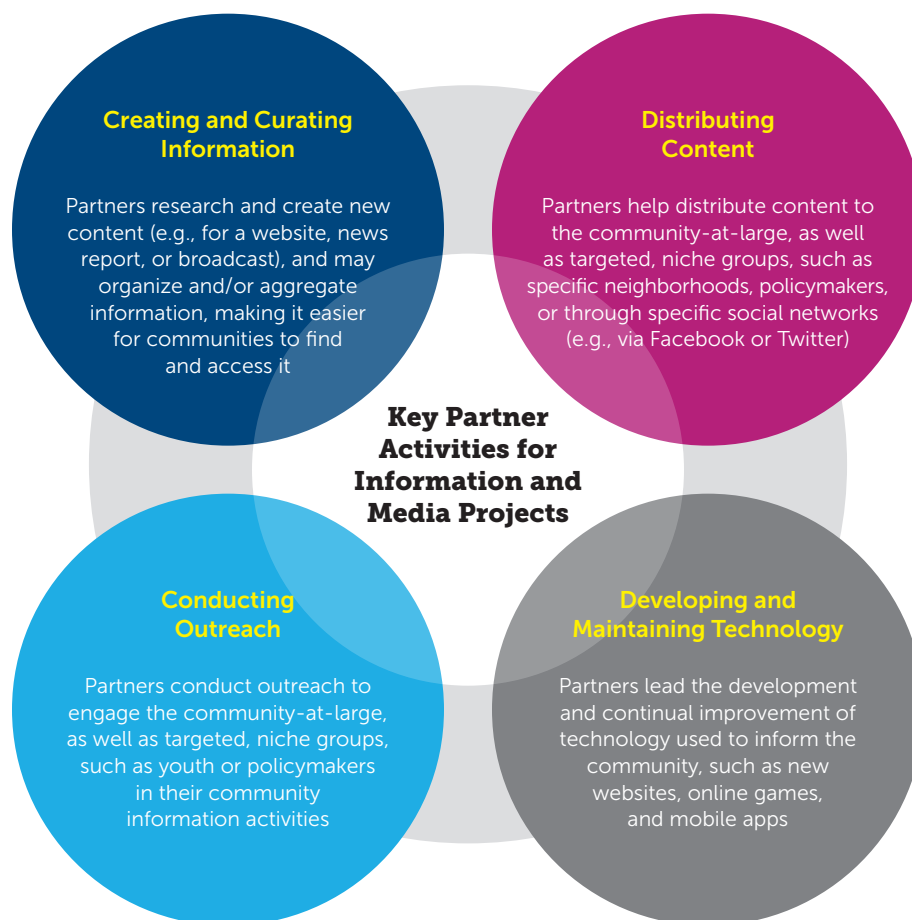 Creating and Curating
Information
Partners research and create new
content (e.g., for a website, news
report, or broadcast), and may
organize and/or aggregate
information, making it easier
for communities to find
and access it
Distributing
Content
Partners help distribute content to
the community-at-large, as well
as targeted, niche groups, such as
specific neighborhoods, policymakers,
or through specific social networks
(e.g., via Facebook or Twitter)
Key Partner
Activities for
Information and
Media Projects
Conducting
Outreach
Partners conduct outreach to
engage the community-at-large,
as well as targeted, niche groups,
such as youth or policymakers
in their community
information activities
Developing and
Maintaining Technology
Partners lead the development
and continual improvement of
technology used to inform the
community, such as new
websites, online games,
and mobile apps